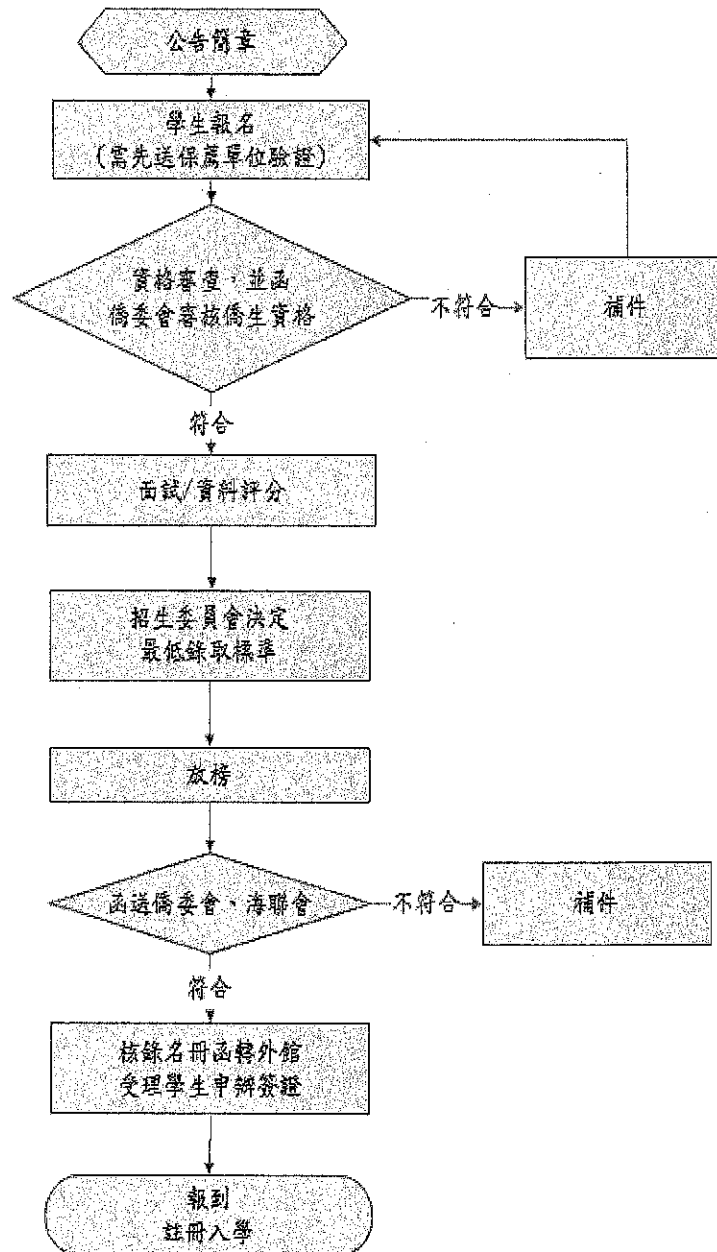 公告簡章
學生報名
(需先送保薦單位驗證)
資格審查，並函
僑委會審核僑生資格
不符合
補件
符合
面試/資料評分
招生委員會決定
最低錄取標準
放榜
函送僑委會、海聯會
不符合
補件
符合
核錄名冊函轉外館
受理學生申辦簽證
報到
註冊入學